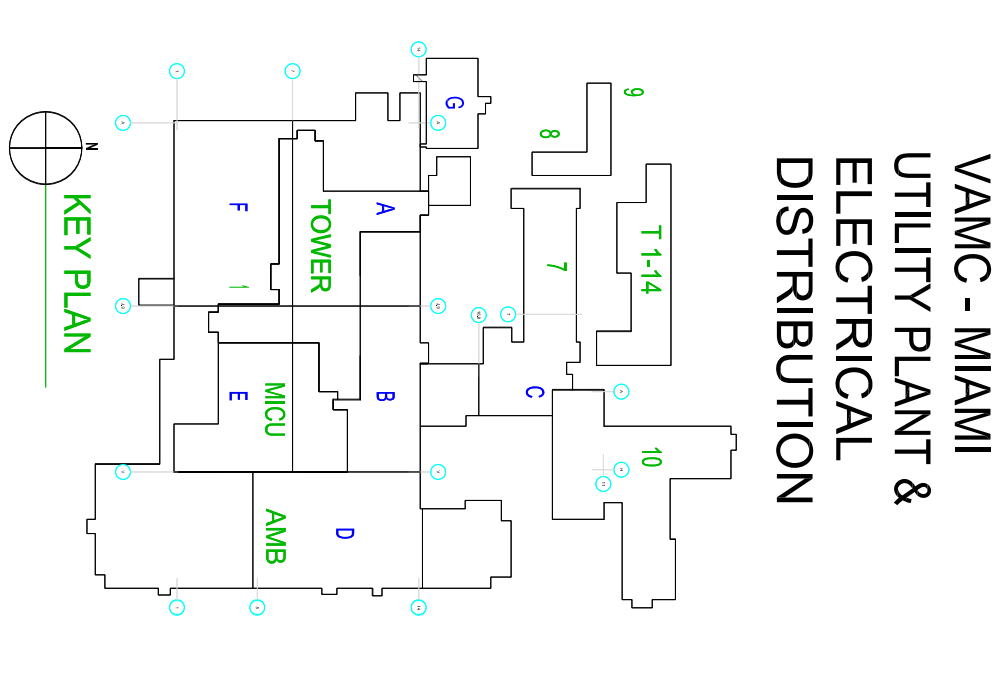 VAMC - MIAMI
UTILITY PLANT &
ELECTRICAL
DISTRIBUTION
9
8
G
T 1-14
7
A
TOWER
F
1
N
KEY PLAN
C
B
MICU
E
10
D
AMB